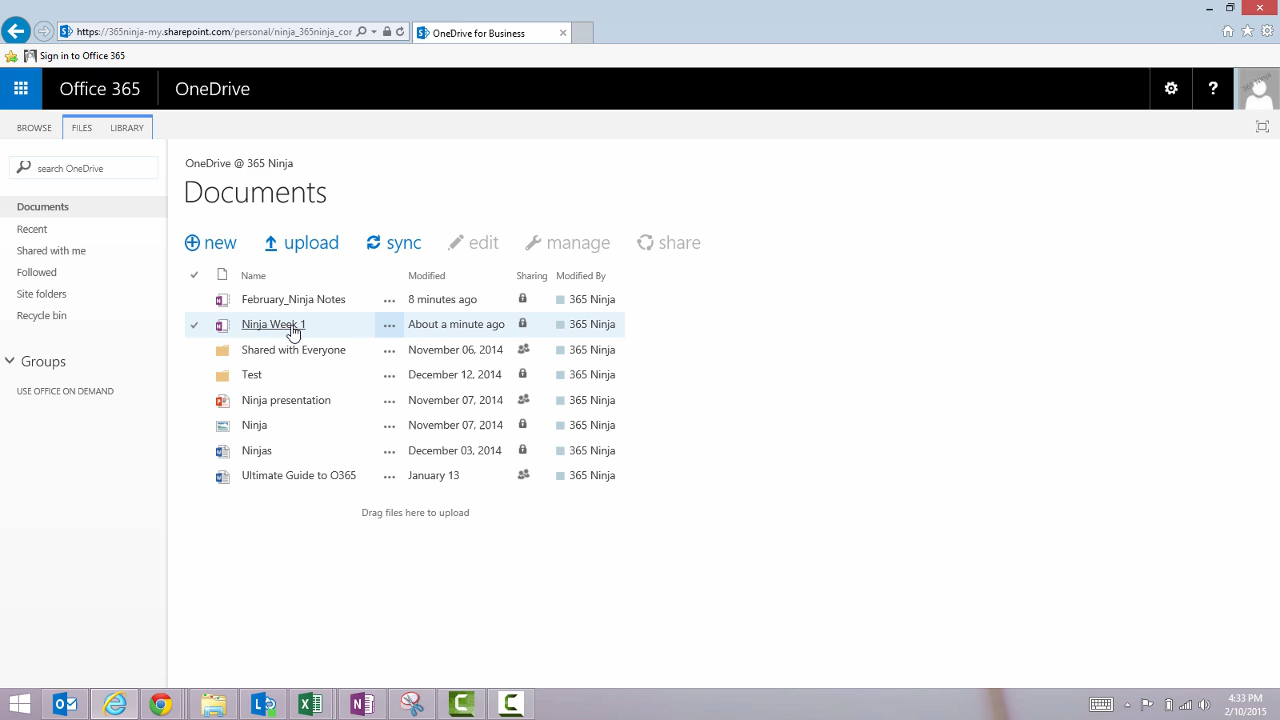 https://365ninja-my.sharepoint.com/personal/ninja_365ninja_cor
OneDrive for Business
Sign in to Office 365
Office 365
OneDrive
?
BROWSE
FILES
LIBRARY
search OneDrive
OneDrive @ 365 Ninja
Documents
Documents
Recent
Shared with me
Followed
Site folders
Recycle bin
Groups
USE OFFICE ON DEMAND
new
upload
sync
edit
manage
share
Name Modified Sharing Modified By
February_Ninja Notes ... 8 minutes ago 365 Ninja
Ninja Week 1 ... About a minute ago 365 Ninja
Shared with Everyone ... November 06, 2014 365 Ninja
Test ... December 12, 2014 365 Ninja
Ninja presentation ... November 07, 2014 365 Ninja
Ninja ... November 07, 2014 365 Ninja
Ninjas ... December 03, 2014 365 Ninja
Ultimate Guide to O365 ... January 13 365 Ninja
Drag files here to upload
4:33 PM
2/10/2015